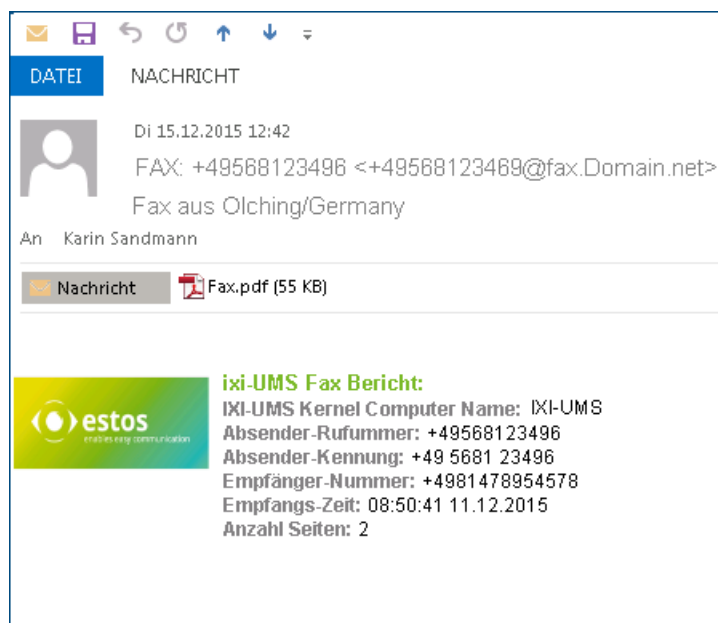 DATEI NACHRICHT
Di 15.12.2015 12:42
FAX: +49568123496 <+49568123469@fax.Domain.net>
Fax aus Olching/Germany
An Karin Sandmann
Nachricht Fax.pdf (55 KB)
estos
enables easy communication
ixi-UMS Fax Bericht:
IXI-UMS Kernel Computer Name: IXI-UMS
Absender-Rufummer: +49568123496
Absender-Kennung: +49 5681 23496
Empfänger-Nummer: +4981478954578
Empfangs-Zeit: 08:50:41 11.12.2015
Anzahl Seiten: 2